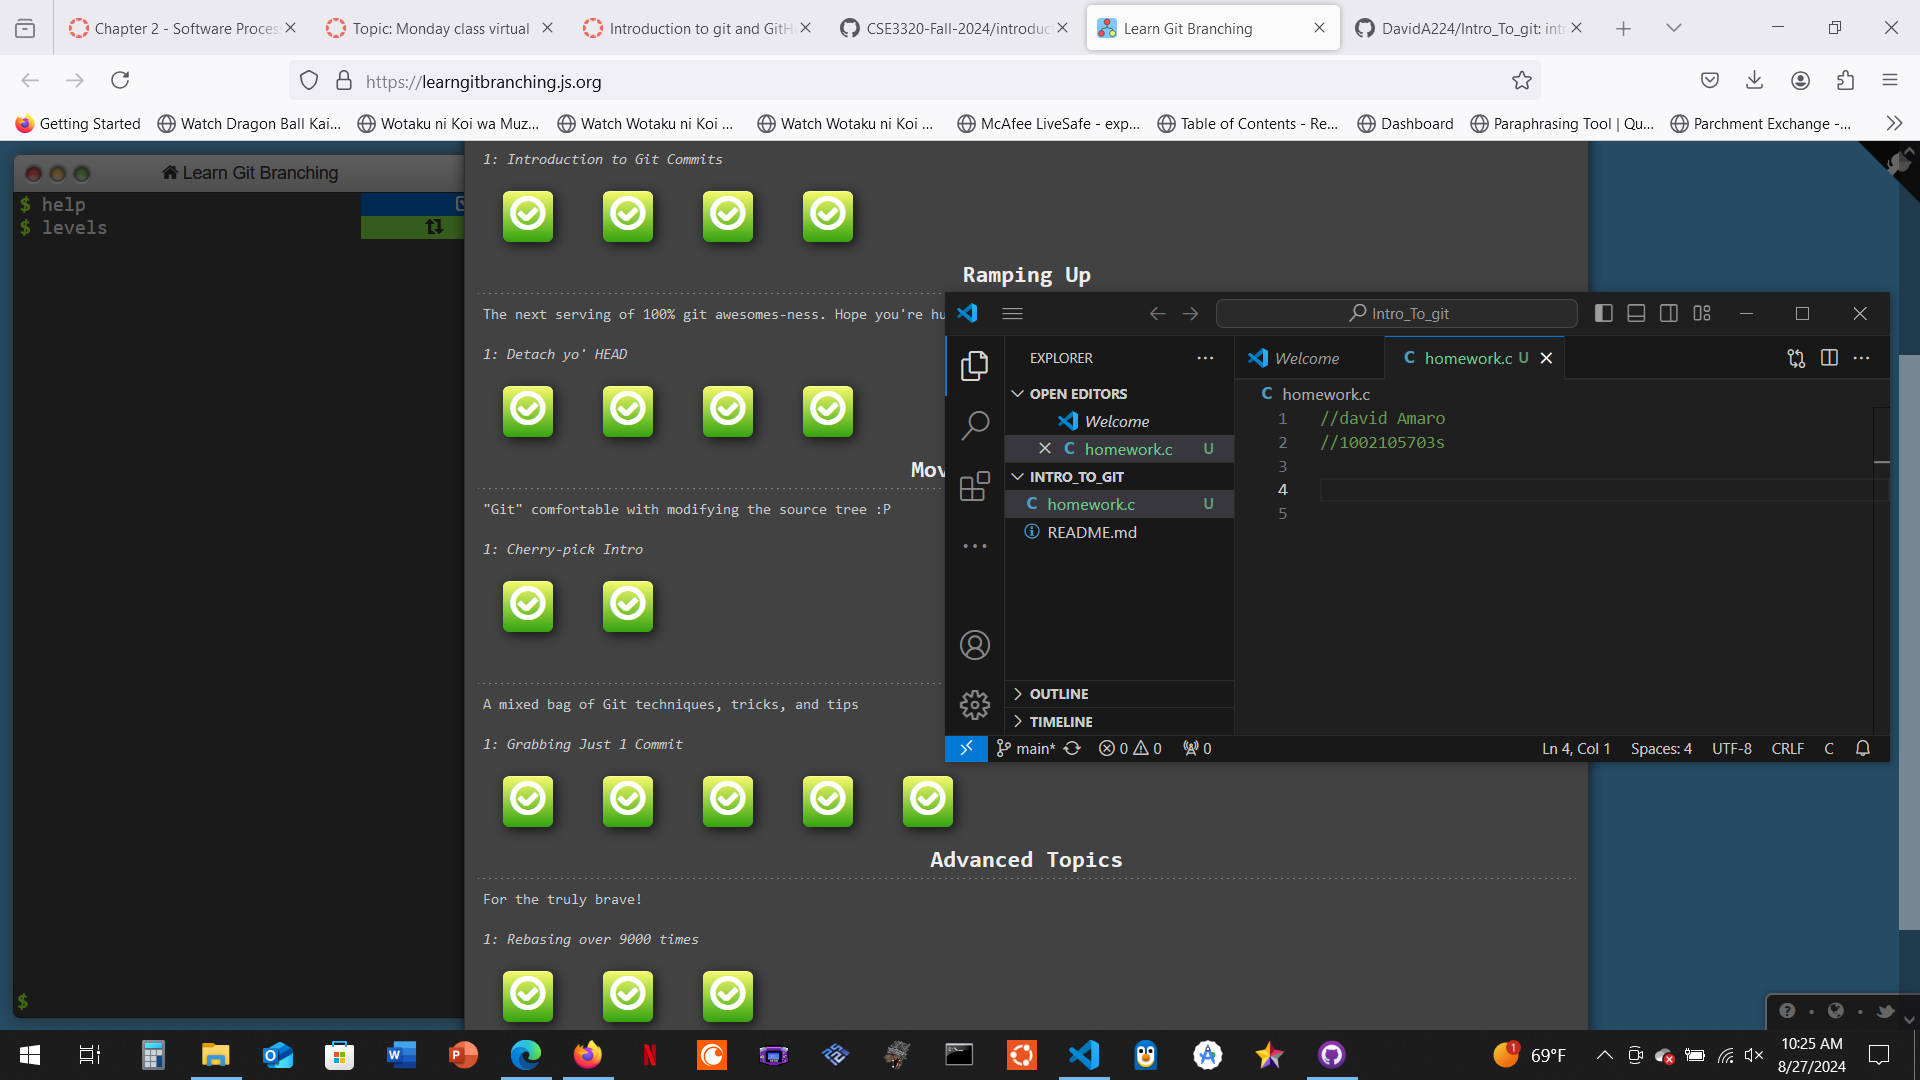 Chapter 2 - Software Proces
Topic: Monday class virtual
Introduction to git and GitH
CSE3320-Fall-2024/introduc
Learn Git Branching
DavidA224/Intro_To_git: int
https://learngitbranching.js.org
Getting Started
Watch Dragon Ball Kai...
Wotaku ni Koi wa Muz...
Watch Wotaku ni Koi ...
Watch Wotaku ni Koi ...
McAfee LiveSafe - exp...
Table of Contents - Re...
Dashboard
Paraphrasing Tool | Qu...
Parchment Exchange -...
Learn Git Branching
$ help
$ levels
$
1: Introduction to Git Commits
Ramping Up
The next serving of 100% git awesomes-ness. Hope you're hu
1: Detach yo' HEAD
Mov
"Git" comfortable with modifying the source tree :P
1: Cherry-pick Intro
A mixed bag of Git techniques, tricks, and tips
1: Grabbing Just 1 Commit
Advanced Topics
For the truly brave!
1: Rebasing over 9000 times
Intro_To_git
EXPLORER
OPEN EDITORS
Welcome
homework.c U
INTRO_TO_GIT
homework.c U
README.md
OUTLINE
TIMELINE
Welcome
homework.c U
homework.c
1 //david Amaro
2 //1002105703s
3
4
5
main*
0 0
0
Ln 4, Col 1
Spaces: 4
UTF-8
CRLF
C
1
69°F
10:25 AM
8/27/2024